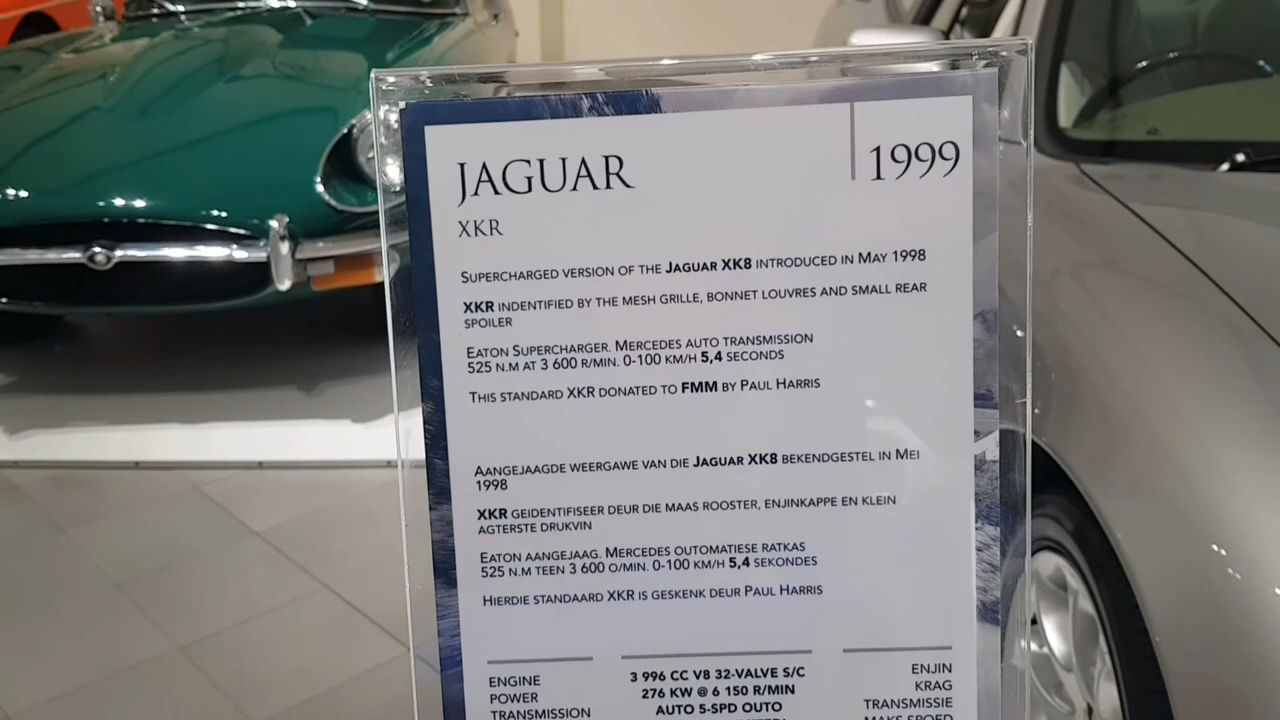 JAGUAR
1999
XKR
SUPERCHARGED VERSION OF THE JAGUAR XK8 INTRODUCED IN MAY 1998
XKR INDENTIFIED BY THE MESH GRILLE, BONNET LOUVRES AND SMALL REAR
SPOILER
EATON SUPERCHARGER. MERCEDES AUTO TRANSMISSION
525 N.M AT 3 600 R/MIN. 0-100 KM/H 5,4 SECONDS
THIS STANDARD XKR DONATED TO FMM BY PAUL HARRIS
AANGEJAAGDE WEERGAWE VAN DIE JAGUAR XK8 BEKENDGESTEL IN MEI
1998
XKR GEIDENTIFISEER DEUR DIE MAAS ROOSTER, ENJINKAPPE EN KLEIN
AGTERSTE DRUKVIN
EATON AANGEJAAG. MERCEDES OUTOMATIESE RATKAS
525 N.M TEEN 3 600 O/MIN. 0-100 KM/H 5,4 SEKONDES
HIERDIE STANDAARD XKR IS GESKENK DEUR PAUL HARRIS
ENGINE 3 996 CC V8 32-VALVE S/C ENJIN
POWER 276 KW @ 6 150 R/MIN KRAG
TRANSMISSION AUTO 5-SPD OUTO TRANSMISSIE
MAKS SPOED